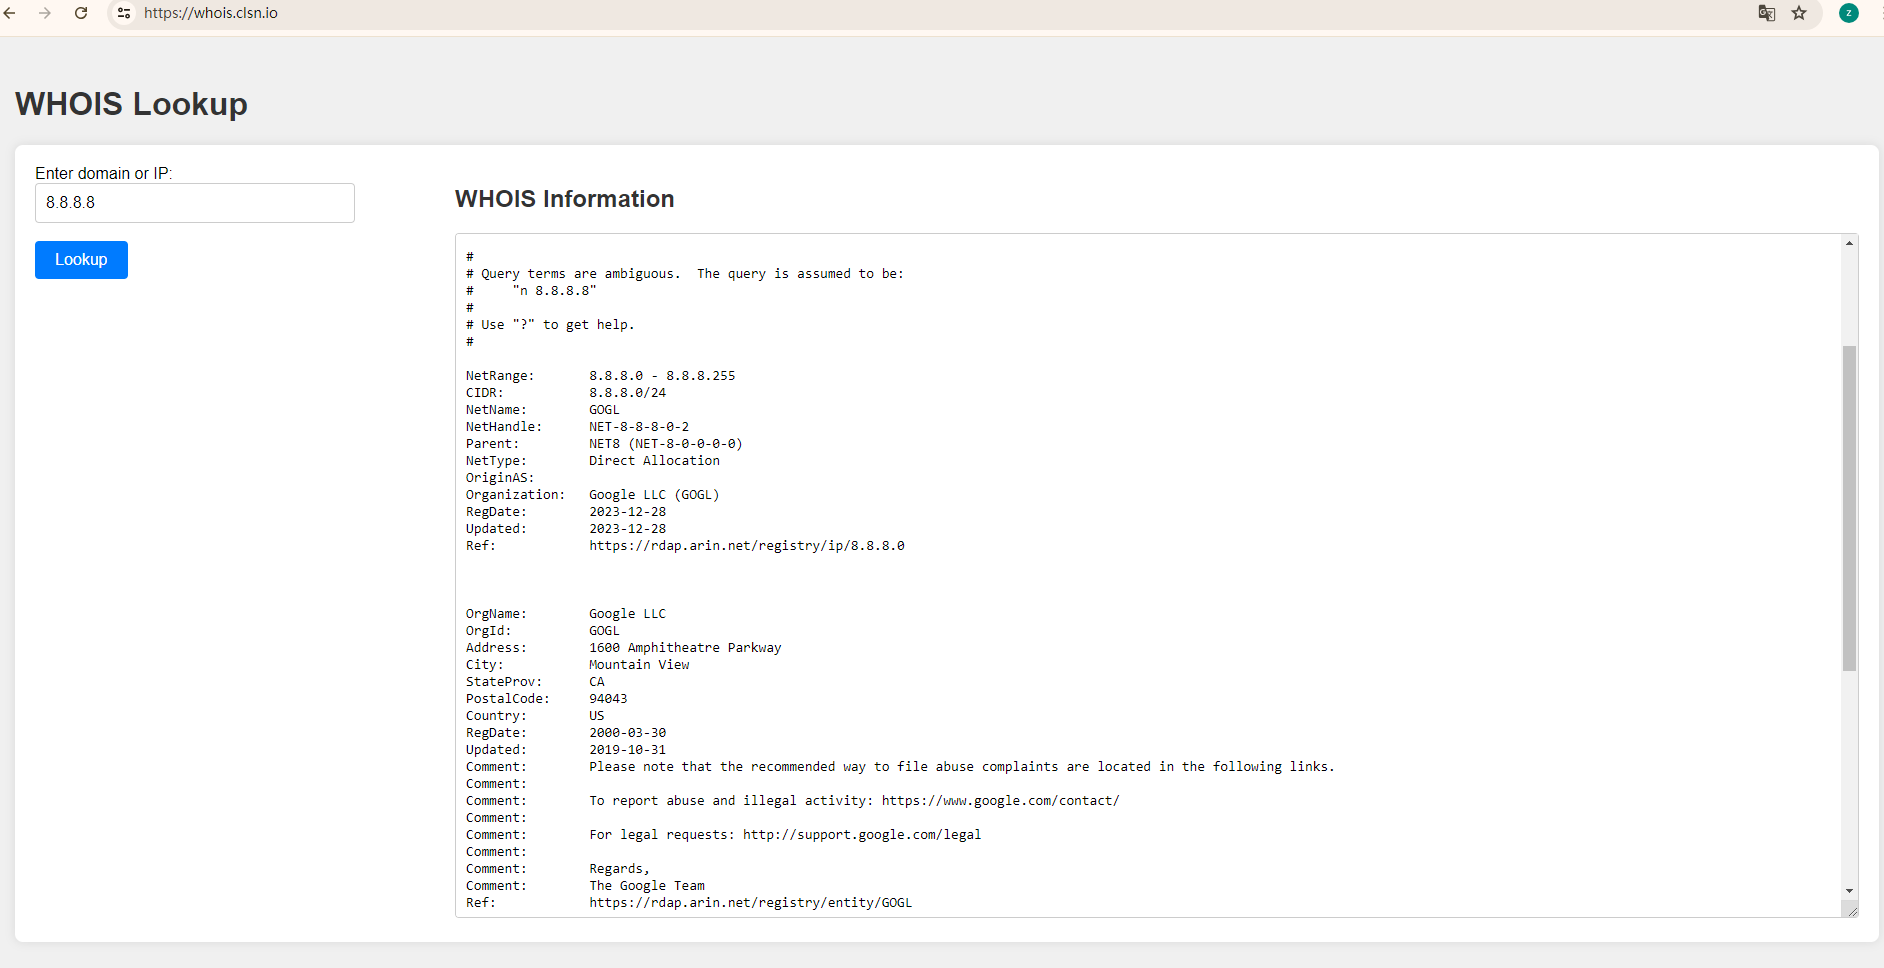 https://whois.clsn.io
z
WHOIS Lookup
Enter domain or IP:
8.8.8.8
Lookup
WHOIS Information
#
# Query terms are ambiguous.  The query is assumed to be:
#     "n 8.8.8.8"
#
# Use "?" to get help.
#
NetRange:       8.8.8.0 - 8.8.8.255
CIDR:           8.8.8.0/24
NetName:        GOGL
NetHandle:      NET-8-8-8-0-2
Parent:         NET8 (NET-8-0-0-0-0)
NetType:        Direct Allocation
OriginAS:
Organization:   Google LLC (GOGL)
RegDate:        2023-12-28
Updated:        2023-12-28
Ref:            https://rdap.arin.net/registry/ip/8.8.8.0
OrgName:        Google LLC
OrgId:          GOGL
Address:        1600 Amphitheatre Parkway
City:           Mountain View
StateProv:      CA
PostalCode:     94043
Country:        US
RegDate:        2000-03-30
Updated:        2019-10-31
Comment:        Please note that the recommended way to file abuse complaints are located in the following links.
Comment:
Comment:        To report abuse and illegal activity: https://www.google.com/contact/
Comment:
Comment:        For legal requests: http://support.google.com/legal
Comment:
Comment:        Regards,
Comment:        The Google Team
Ref:            https://rdap.arin.net/registry/entity/GOGL